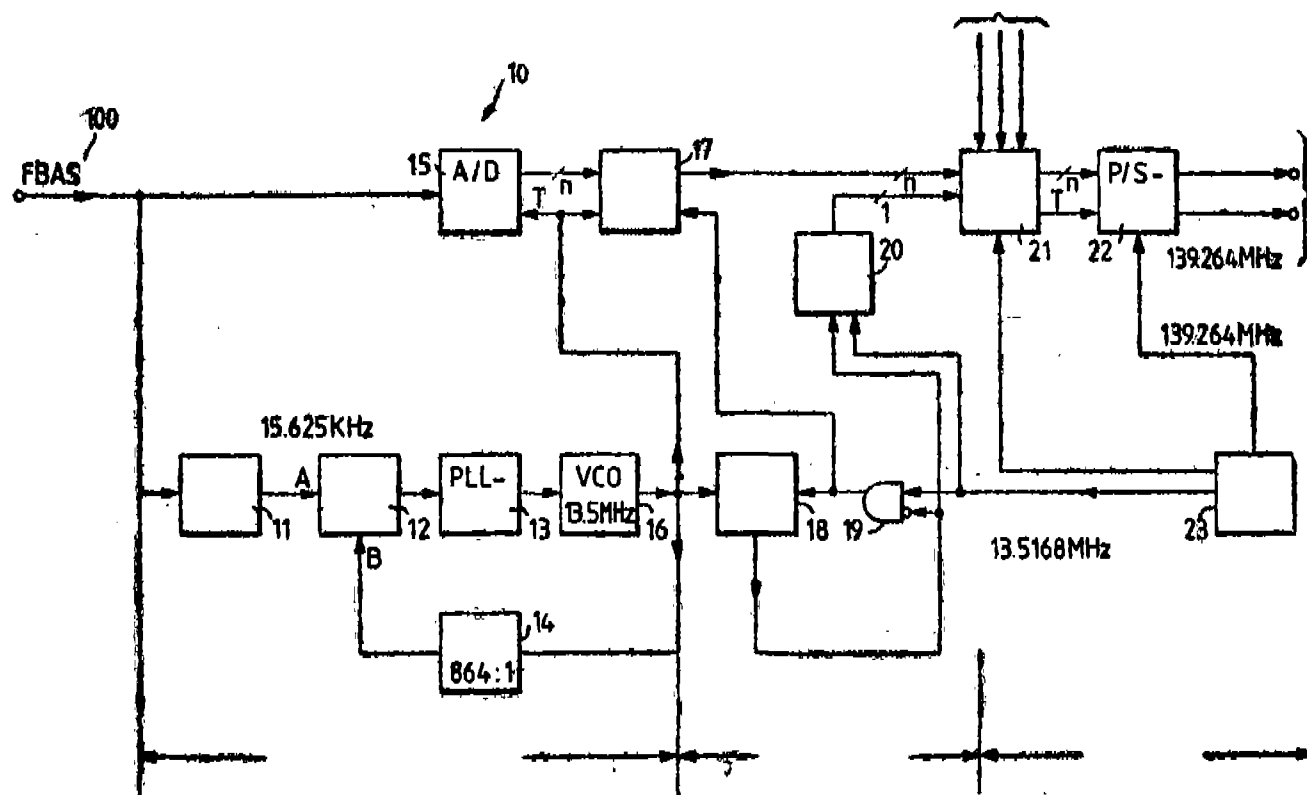 10
100
FBAS
15
A/D
n
17
n
n
P/S-
T
T
1
20
21
22
139.264MHz
139.264MHz
15.625KHz
A
PLL-
VCO
13.5MHz
11
12
13
16
18
19
23
B
13.5168MHz
14
864:1